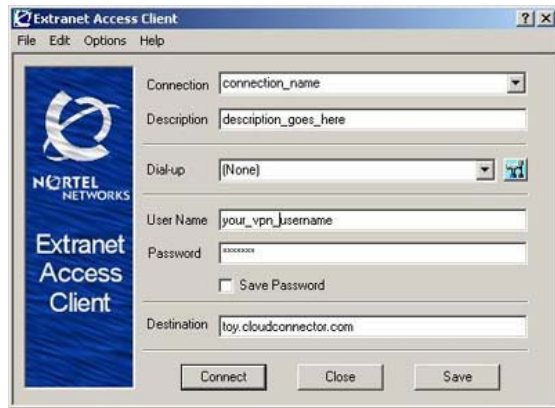 Extranet Access Client
File Edit Options Help
Connection connection_name
Description description_goes_here
Dial-up (None)
NORTEL
NETWORKS
User Name your_vpn_username
Extranet
Access
Client
Password *******
Save Password
Destination toy.cloudconnector.com
Connect Close Save